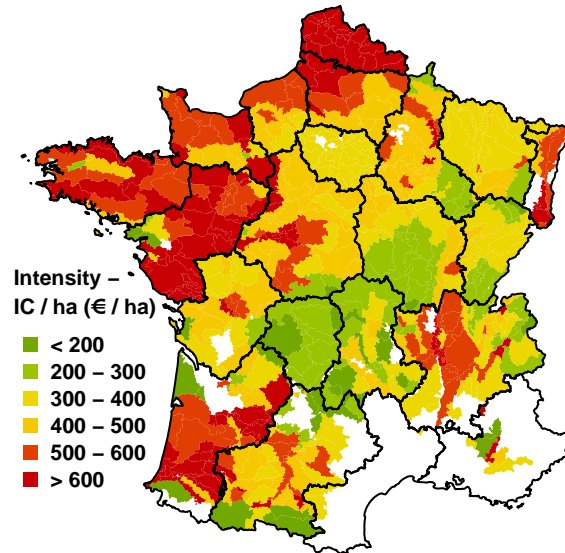 Intensity –
IC / ha (€ / ha)
< 200
200 – 300
300 – 400
400 – 500
500 – 600
> 600